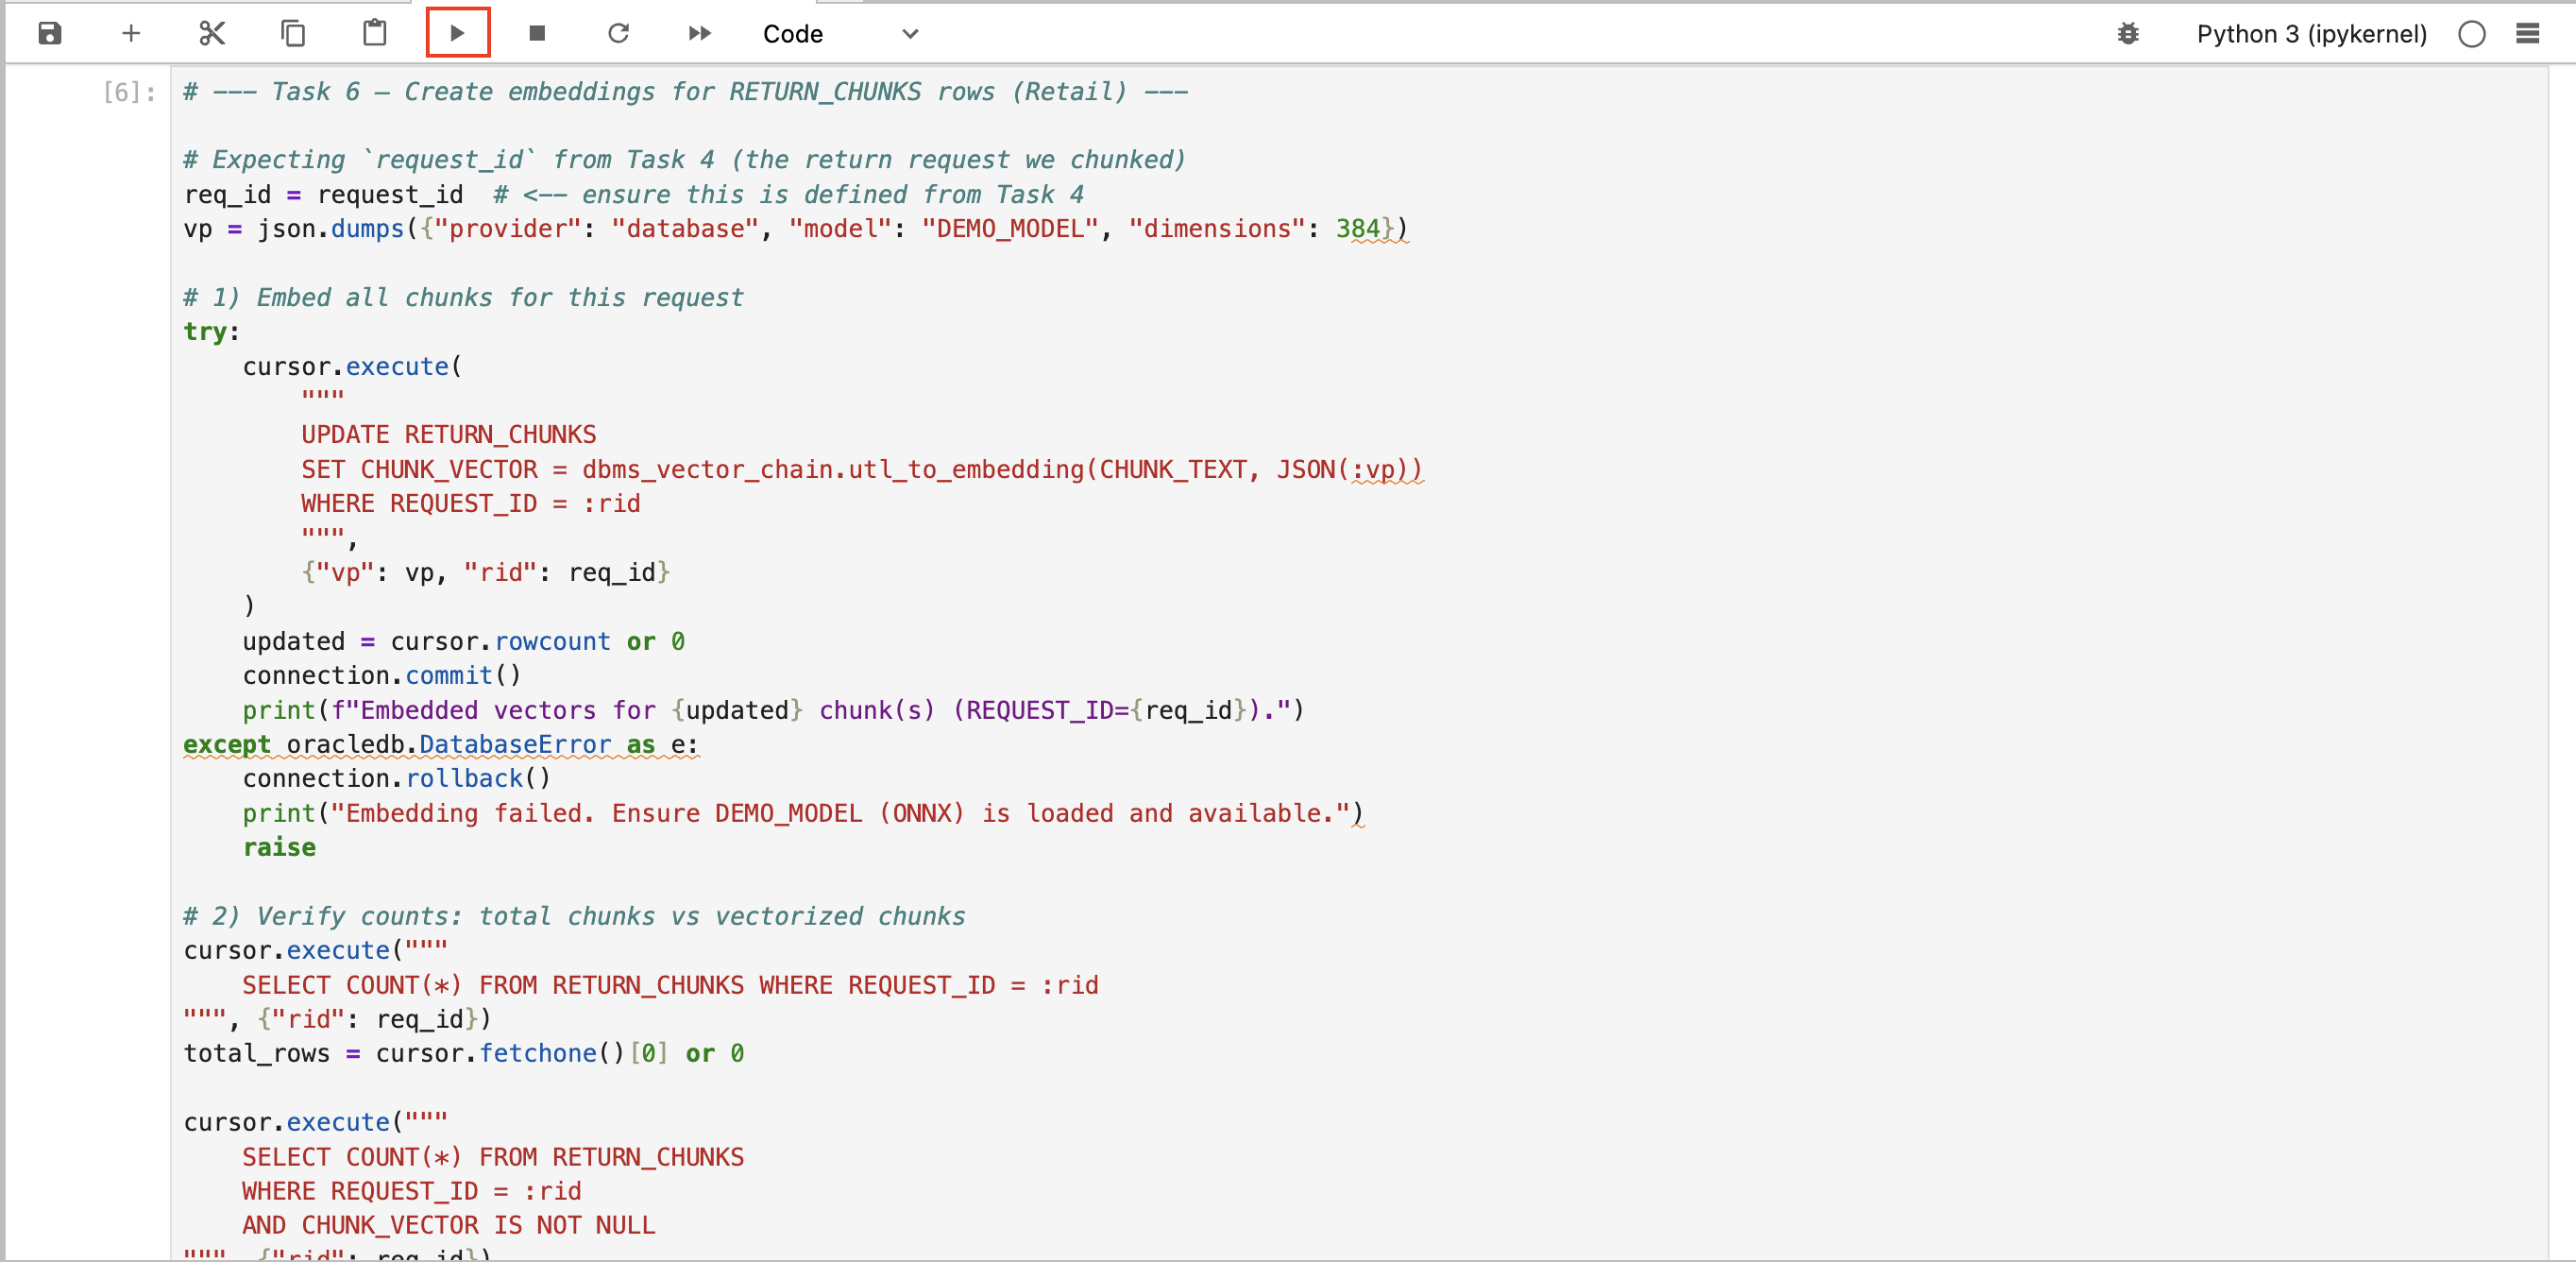 Code
Python 3 (ipykernel)
[6]:
# --- Task 6 — Create embeddings for RETURN_CHUNKS rows (Retail) ---

# Expecting `request_id` from Task 4 (the return request we chunked)
req_id = request_id  # <-- ensure this is defined from Task 4
vp = json.dumps({"provider": "database", "model": "DEMO_MODEL", "dimensions": 384})

# 1) Embed all chunks for this request
try:
    cursor.execute(
        """
        UPDATE RETURN_CHUNKS
        SET CHUNK_VECTOR = dbms_vector_chain.utl_to_embedding(CHUNK_TEXT, JSON(:vp))
        WHERE REQUEST_ID = :rid
        """,
        {"vp": vp, "rid": req_id}
    )
    updated = cursor.rowcount or 0
    connection.commit()
    print(f"Embedded vectors for {updated} chunk(s) (REQUEST_ID={req_id}).")
except oracledb.DatabaseError as e:
    connection.rollback()
    print("Embedding failed. Ensure DEMO_MODEL (ONNX) is loaded and available.")
    raise

# 2) Verify counts: total chunks vs vectorized chunks
cursor.execute("""
    SELECT COUNT(*) FROM RETURN_CHUNKS WHERE REQUEST_ID = :rid
""", {"rid": req_id})
total_rows = cursor.fetchone()[0] or 0

cursor.execute("""
    SELECT COUNT(*) FROM RETURN_CHUNKS
    WHERE REQUEST_ID = :rid
    AND CHUNK_VECTOR IS NOT NULL
""", {"rid": req_id})